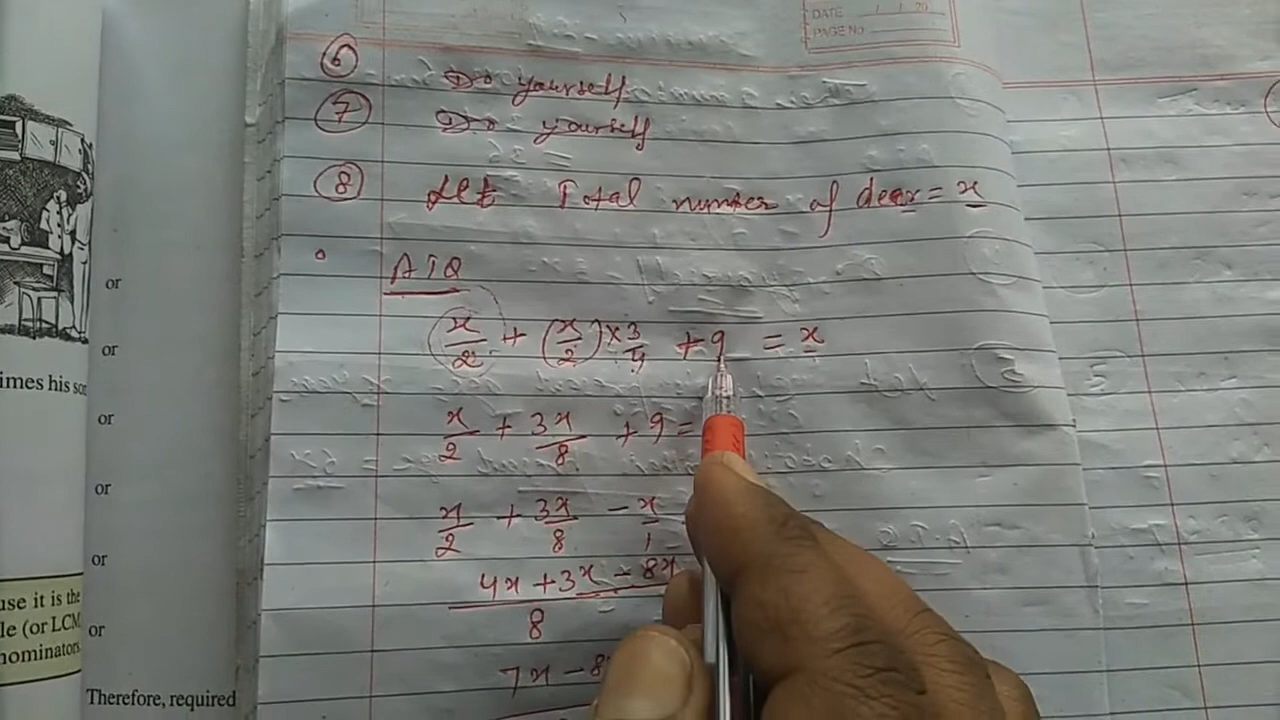 DATE / / 20
PAGE No
⑥ Do yourself
⑦ Do yourself
⑧ Let Total number of deer = x
ATQ
x/2 + (x/2) × 3/4 + 9 = x
x/2 + 3x/8 + 9 =
x/2 + 3x/8 - x/1
4x + 3x - 8x
8
7x - 8
or
or
imes his so
or
or
or
use it is the
le (or LCM
or
nominators
Therefore, required